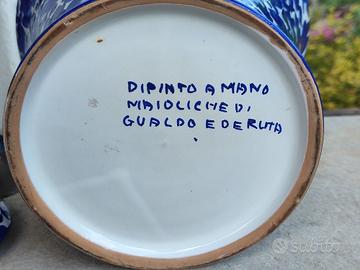 DIPINTO A MANO
MAIOLICHE DI
GUALDO E DERUTA
subito